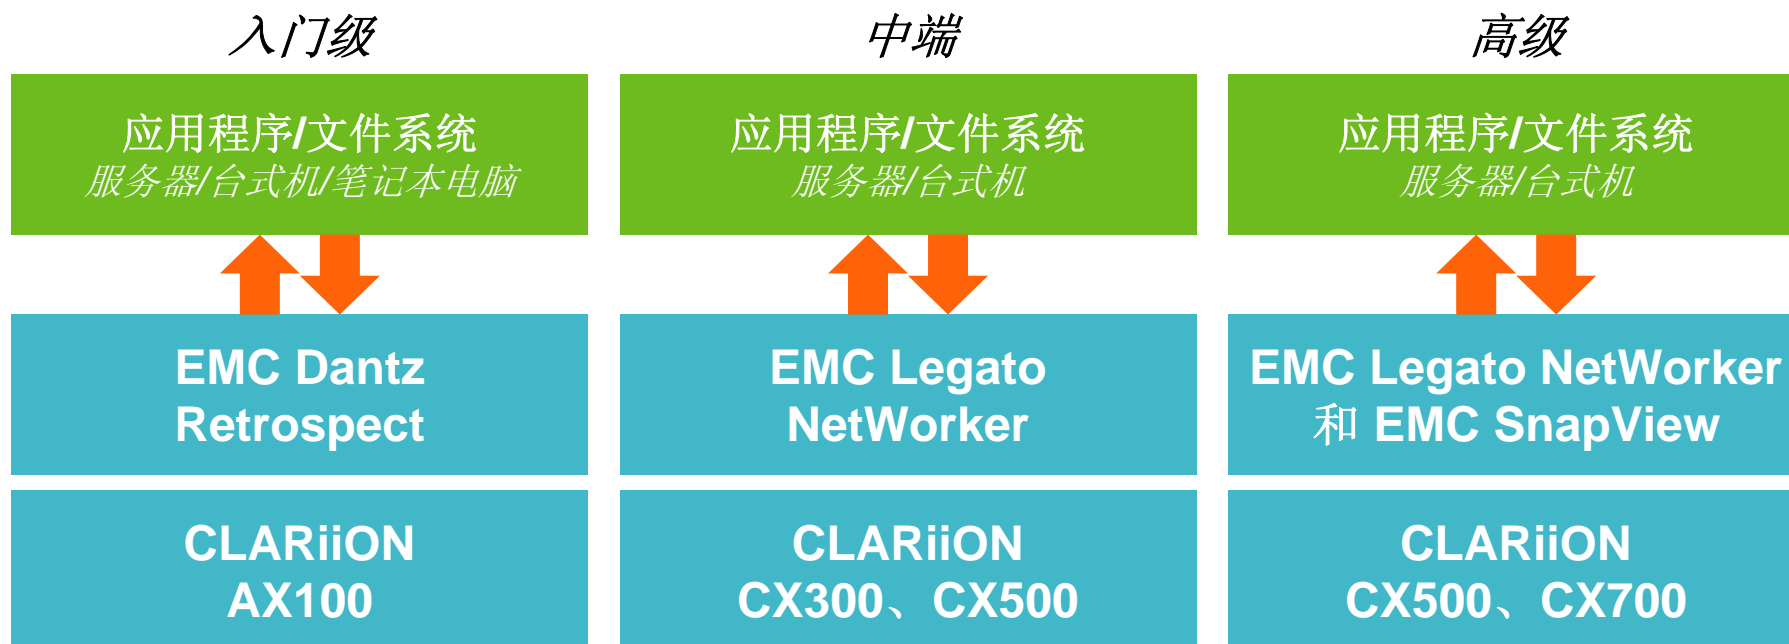 入门级
应用程序/文件系统
服务器/台式机/笔记本电脑
EMC Dantz
Retrospect
CLARiiON
AX100
中端
应用程序/文件系统
服务器/台式机
EMC Legato
NetWorker
CLARiiON
CX300、CX500
高级
应用程序/文件系统
服务器/台式机
EMC Legato NetWorker
和 EMC SnapView
CLARiiON
CX500、CX700